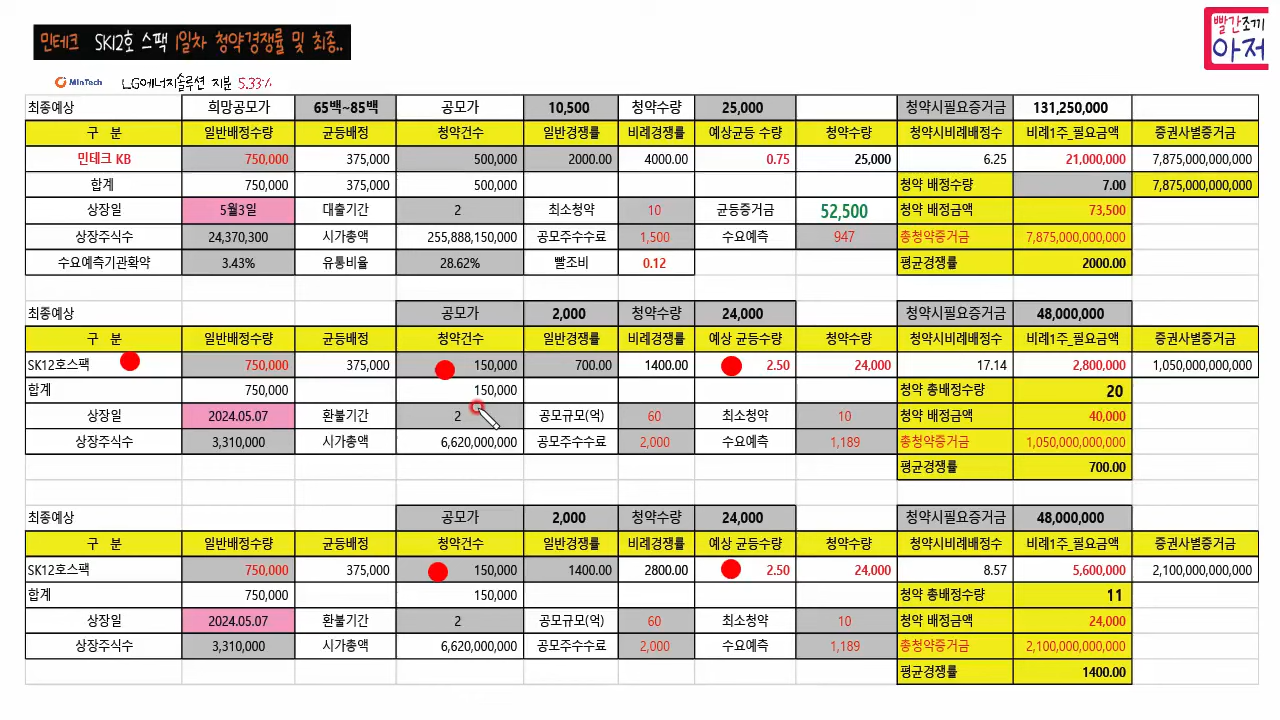 민테크 SK12호 스팩 1일차 청약경쟁률 및 최종..
빨간조끼
아저
MinTech LG에너지솔루션 지분 5.33%
최종예상 희망공모가 65백~85백 공모가 10,500 청약수량 25,000 청약시필요증거금 131,250,000
구 분 일반배정수량 균등배정 청약건수 일반경쟁률 비례경쟁률 예상균등 수량 청약수량 청약시비례배정수 비례1주_필요금액 증권사별증거금
민테크 KB 750,000 375,000 500,000 2000.00 4000.00 0.75 25,000 6.25 21,000,000 7,875,000,000,000
합계 750,000 375,000 500,000 청약 배정수량 7.00 7,875,000,000,000
상장일 5월3일 대출기간 2 최소청약 10 균등증거금 52,500 청약 배정금액 73,500
상장주식수 24,370,300 시가총액 255,888,150,000 공모주수수료 1,500 수요예측 947 총청약증거금 7,875,000,000,000
수요예측기관확약 3.43% 유통비율 28.62% 빨조비 0.12 평균경쟁률 2000.00
최종예상 공모가 2,000 청약수량 24,000 청약시필요증거금 48,000,000
구 분 일반배정수량 균등배정 청약건수 일반경쟁률 비례경쟁률 예상 균등수량 청약수량 청약시비례배정수 비례1주_필요금액 증권사별증거금
SK12호스팩 750,000 375,000 150,000 700.00 1400.00 2.50 24,000 17.14 2,800,000 1,050,000,000,000
합계 750,000 150,000 청약 총배정수량 20
상장일 2024.05.07 환불기간 2 공모규모(억) 60 최소청약 10 청약 배정금액 40,000
상장주식수 3,310,000 시가총액 6,620,000,000 공모주수수료 2,000 수요예측 1,189 총청약증거금 1,050,000,000,000
평균경쟁률 700.00
최종예상 공모가 2,000 청약수량 24,000 청약시필요증거금 48,000,000
구 분 일반배정수량 균등배정 청약건수 일반경쟁률 비례경쟁률 예상 균등수량 청약수량 청약시비례배정수 비례1주_필요금액 증권사별증거금
SK12호스팩 750,000 375,000 150,000 1400.00 2800.00 2.50 24,000 8.57 5,600,000 2,100,000,000,000
합계 750,000 150,000 청약 총배정수량 11
상장일 2024.05.07 환불기간 2 공모규모(억) 60 최소청약 10 청약 배정금액 24,000
상장주식수 3,310,000 시가총액 6,620,000,000 공모주수수료 2,000 수요예측 1,189 총청약증거금 2,100,000,000,000
평균경쟁률 1400.00